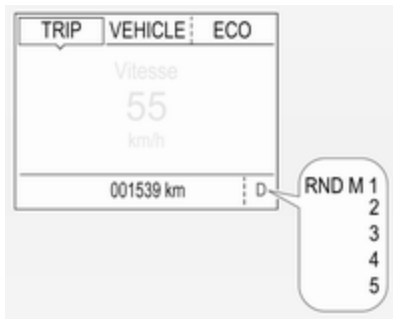 TRIP VEHICLE ECO
Vitesse
55
km/h
001539 km D
RND M 1
2
3
4
5